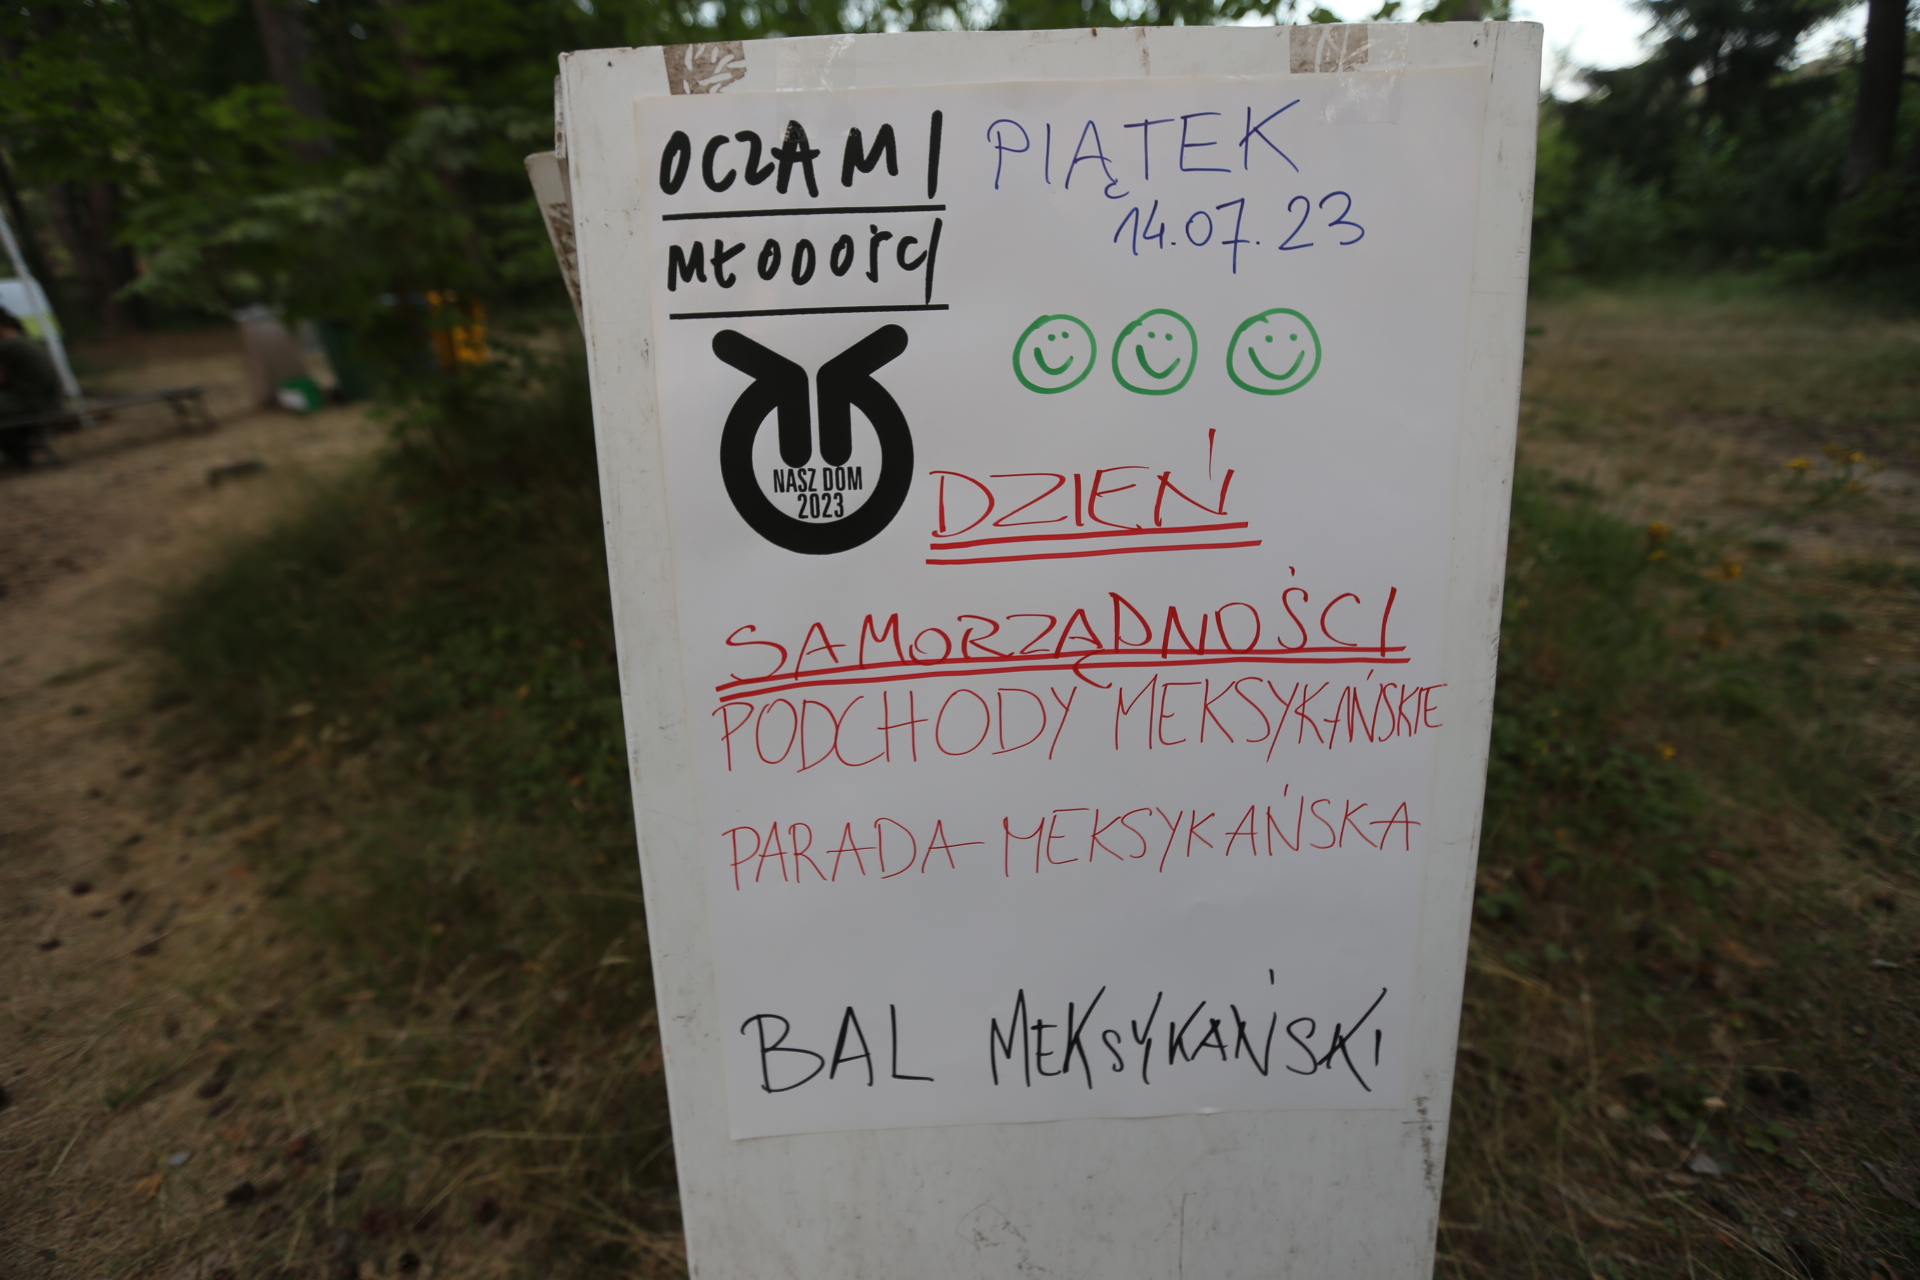 OCZAMI
MŁODOŚCI
PIĄTEK
14.07.23
NASZ DOM
2023
DZIEŃ
SAMORZĄDNOŚCI
PODCHODY MEKSYKAŃSKIE
PARADA MEKSYKAŃSKA
BAL MEKSYKAŃSKI